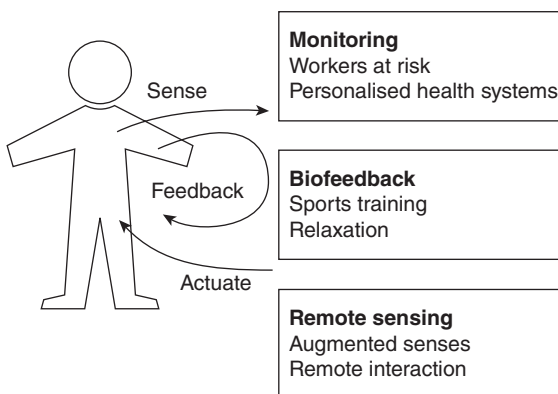 Monitoring
Workers at risk
Personalised health systems
Sense
Biofeedback
Sports training
Relaxation
Feedback
Actuate
Remote sensing
Augmented senses
Remote interaction